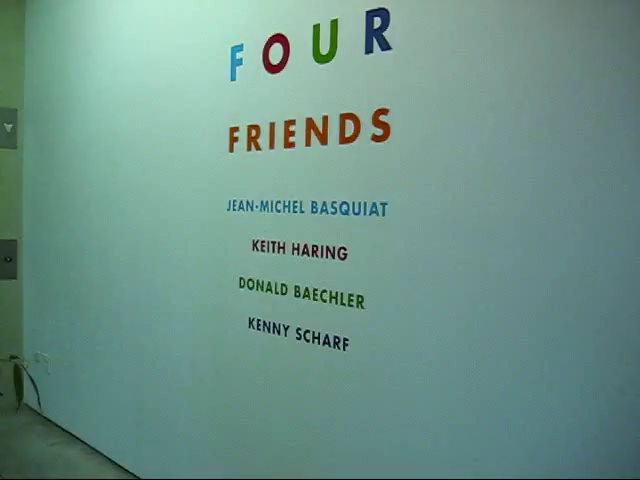 FOUR
FRIENDS
JEAN-MICHEL BASQUIAT
KEITH HARING
DONALD BAECHLER
KENNY SCHARF